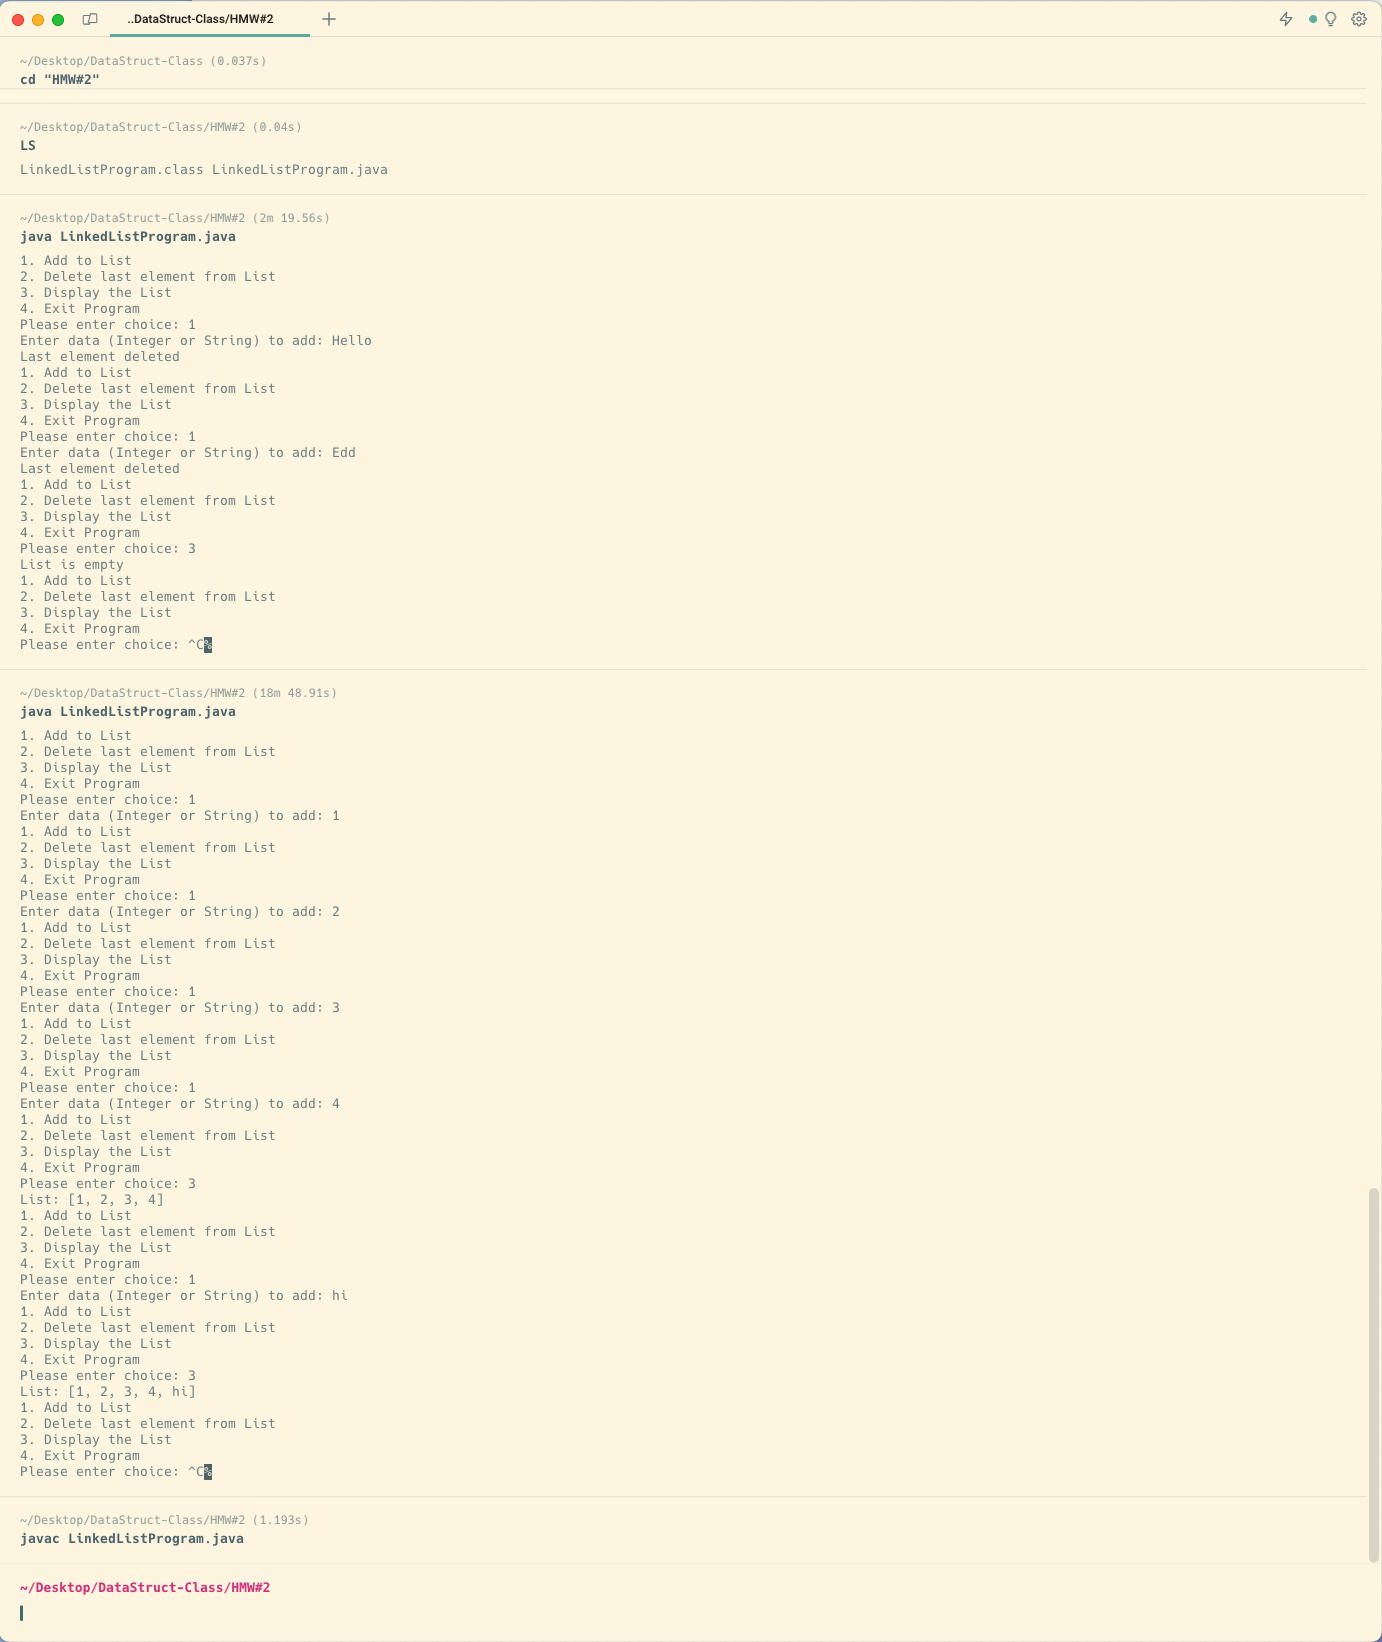 ..DataStruct-Class/HMW#2
~/Desktop/DataStruct-Class (0.037s)
cd "HMW#2"
~/Desktop/DataStruct-Class/HMW#2 (0.04s)
LS
LinkedListProgram.class LinkedListProgram.java
~/Desktop/DataStruct-Class/HMW#2 (2m 19.56s)
java LinkedListProgram.java
1. Add to List
2. Delete last element from List
3. Display the List
4. Exit Program
Please enter choice: 1
Enter data (Integer or String) to add: Hello
Last element deleted
1. Add to List
2. Delete last element from List
3. Display the List
4. Exit Program
Please enter choice: 1
Enter data (Integer or String) to add: Edd
Last element deleted
1. Add to List
2. Delete last element from List
3. Display the List
4. Exit Program
Please enter choice: 3
List is empty
1. Add to List
2. Delete last element from List
3. Display the List
4. Exit Program
Please enter choice: ^C%
~/Desktop/DataStruct-Class/HMW#2 (18m 48.91s)
java LinkedListProgram.java
1. Add to List
2. Delete last element from List
3. Display the List
4. Exit Program
Please enter choice: 1
Enter data (Integer or String) to add: 1
1. Add to List
2. Delete last element from List
3. Display the List
4. Exit Program
Please enter choice: 1
Enter data (Integer or String) to add: 2
1. Add to List
2. Delete last element from List
3. Display the List
4. Exit Program
Please enter choice: 1
Enter data (Integer or String) to add: 3
1. Add to List
2. Delete last element from List
3. Display the List
4. Exit Program
Please enter choice: 1
Enter data (Integer or String) to add: 4
1. Add to List
2. Delete last element from List
3. Display the List
4. Exit Program
Please enter choice: 3
List: [1, 2, 3, 4]
1. Add to List
2. Delete last element from List
3. Display the List
4. Exit Program
Please enter choice: 1
Enter data (Integer or String) to add: hi
1. Add to List
2. Delete last element from List
3. Display the List
4. Exit Program
Please enter choice: 3
List: [1, 2, 3, 4, hi]
1. Add to List
2. Delete last element from List
3. Display the List
4. Exit Program
Please enter choice: ^C%
~/Desktop/DataStruct-Class/HMW#2 (1.193s)
javac LinkedListProgram.java
~/Desktop/DataStruct-Class/HMW#2